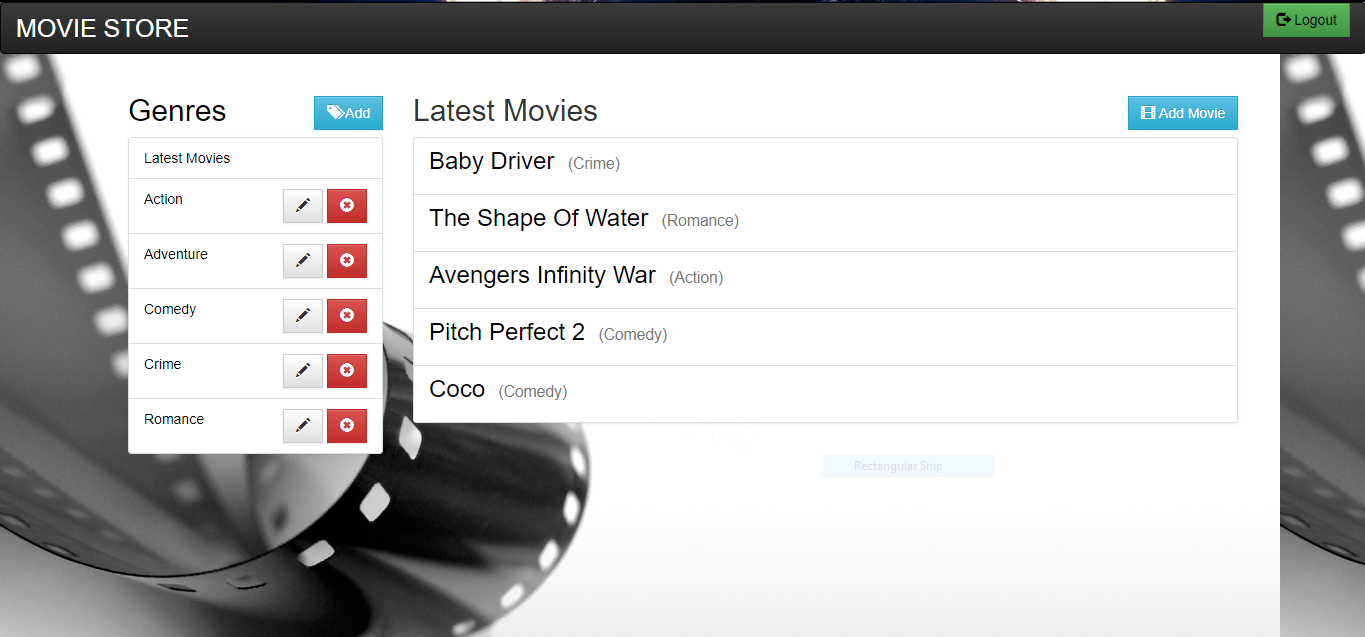 MOVIE STORE
Logout
Genres
Add
Latest Movies
Action
Adventure
Comedy
Crime
Romance
Latest Movies
Add Movie
Baby Driver (Crime)
The Shape Of Water (Romance)
Avengers Infinity War (Action)
Pitch Perfect 2 (Comedy)
Coco (Comedy)
Rectangular Snip